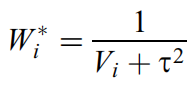 W_i^* = \frac{1}{V_i + τ^2}